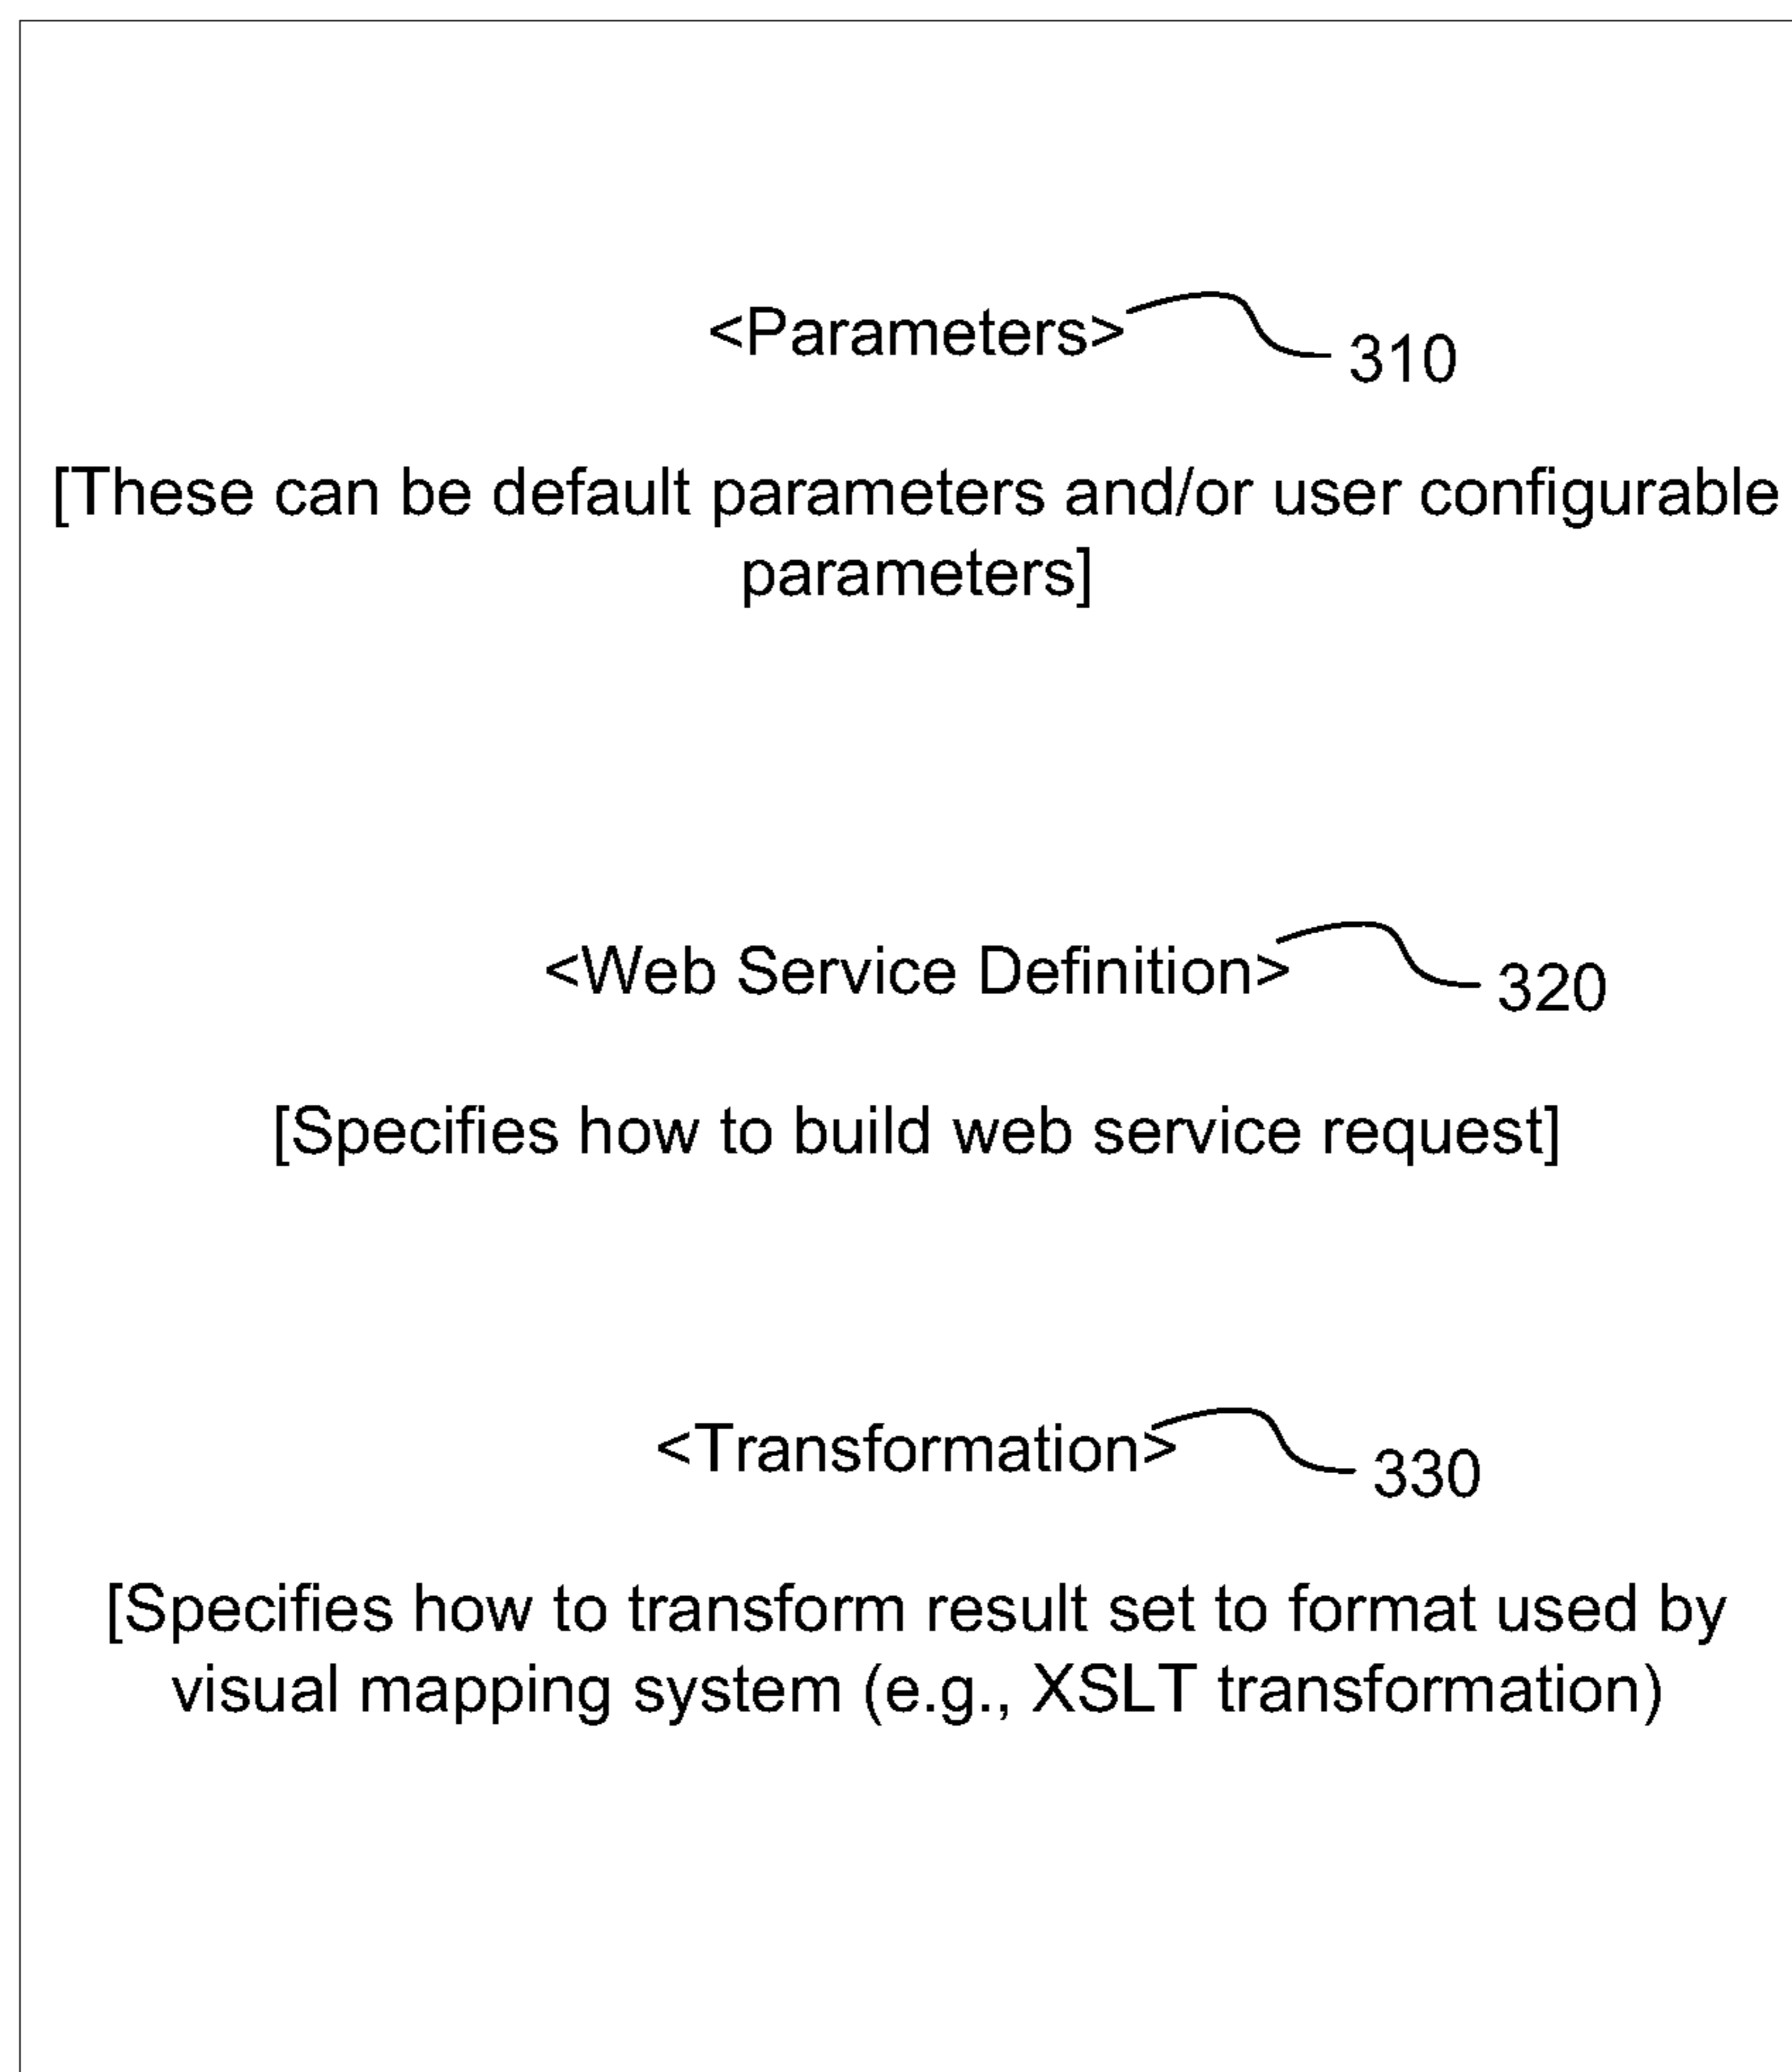 <Parameters>
310
[These can be default parameters and/or user configurable
parameters]
<Web Service Definition>
320
[Specifies how to build web service request]
<Transformation>
330
[Specifies how to transform result set to format used by
visual mapping system (e.g., XSLT transformation)